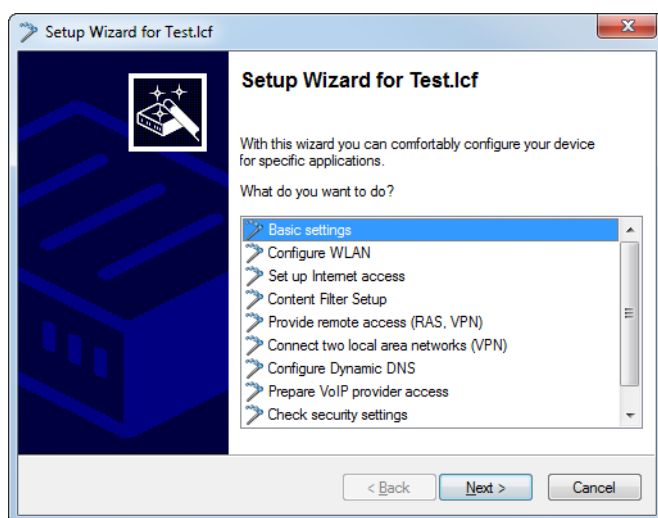 Setup Wizard for Test.lcf
Setup Wizard for Test.lcf
With this wizard you can comfortably configure your device
for specific applications.
What do you want to do?
Basic settings
Configure WLAN
Set up Internet access
Content Filter Setup
Provide remote access (RAS, VPN)
Connect two local area networks (VPN)
Configure Dynamic DNS
Prepare VoIP provider access
Check security settings
< Back Next > Cancel